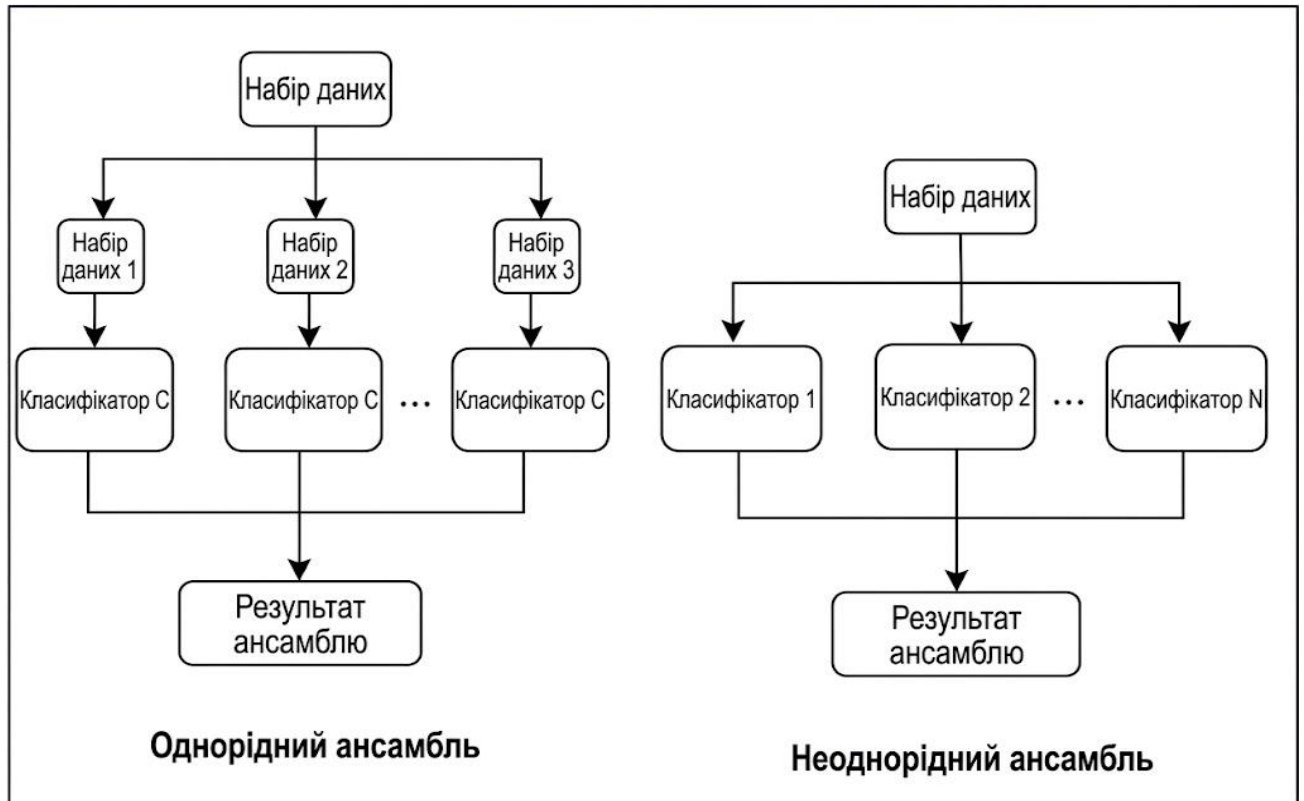 Набір даних
Набір
даних 1
Набір
даних 2
Набір
даних 3
Класифікатор С
Класифікатор С
...
Класифікатор С
Результат
ансамблю
Однорідний ансамбль
Набір даних
Класифікатор 1
Класифікатор 2
...
Класифікатор N
Результат
ансамблю
Неоднорідний ансамбль